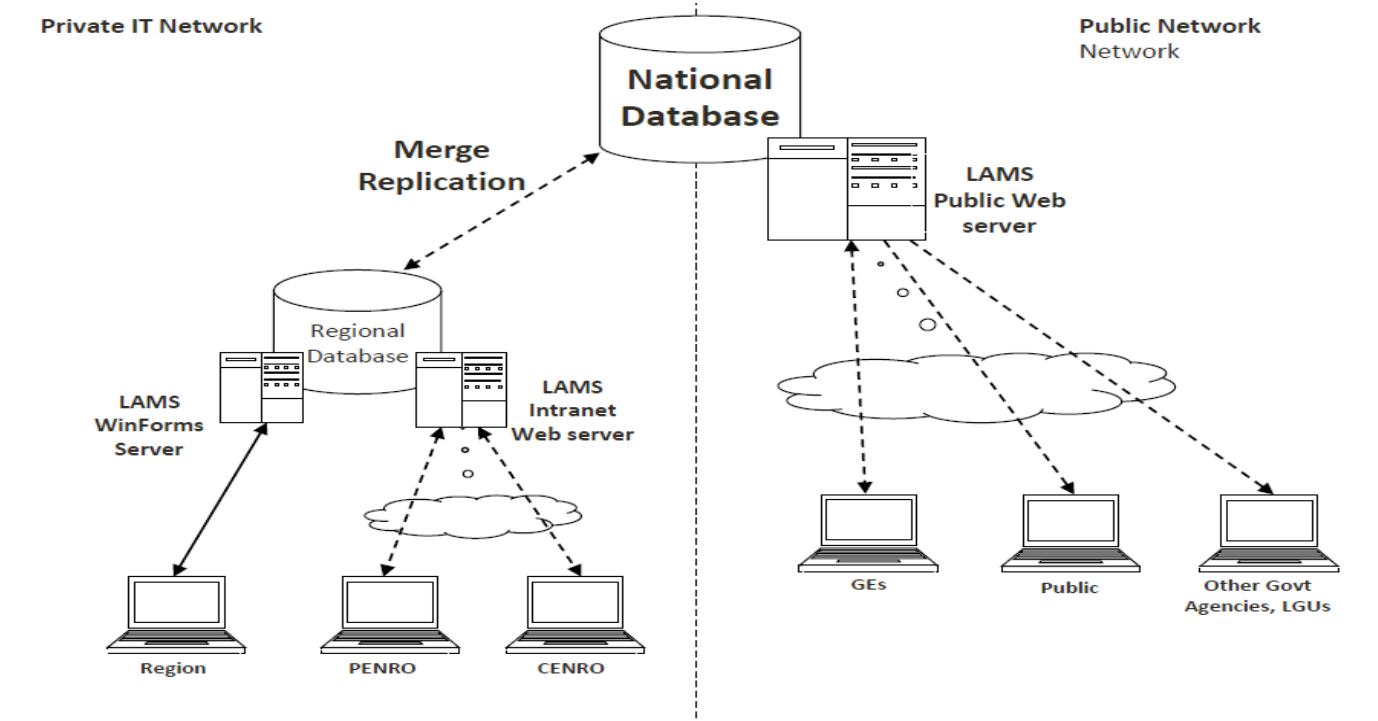 Private IT Network
Public Network
Network
National
Database
Merge
Replication
LAMS
Public Web
server
Regional
Database
LAMS
WinForms
Server
LAMS
Intranet
Web server
GEs
Public
Other Govt
Agencies, LGUs
Region
PENRO
CENRO